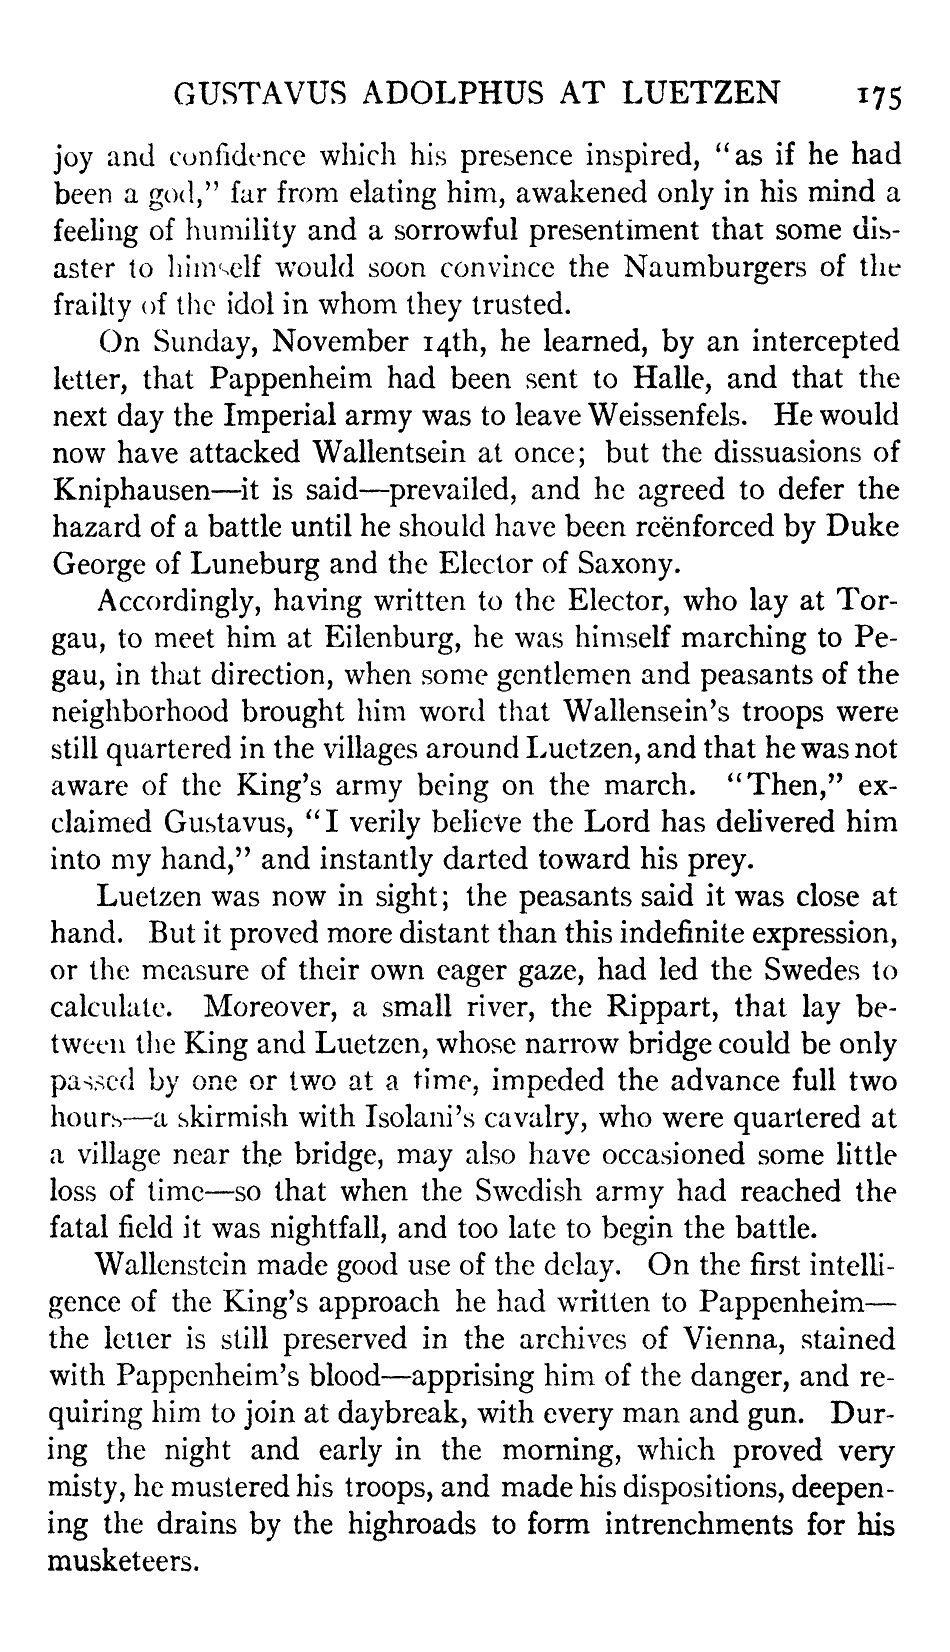 GUSTAVUS ADOLPHUS AT LUETZEN 175
joy and confidence which his presence inspired, "as if he had
been a god," far from elating him, awakened only in his mind a
feeling of humility and a sorrowful presentiment that some dis-
aster to himself would soon convince the Naumburgers of the
frailty of the idol in whom they trusted.
On Sunday, November 14th, he learned, by an intercepted
letter, that Pappenheim had been sent to Halle, and that the
next day the Imperial army was to leave Weissenfels. He would
now have attacked Wallentsein at once; but the dissuasions of
Kniphausen—it is said—prevailed, and he agreed to defer the
hazard of a battle until he should have been reënforced by Duke
George of Luneburg and the Elector of Saxony.
Accordingly, having written to the Elector, who lay at Tor-
gau, to meet him at Eilenburg, he was himself marching to Pe-
gau, in that direction, when some gentlemen and peasants of the
neighborhood brought him word that Wallensein's troops were
still quartered in the villages around Luetzen, and that he was not
aware of the King's army being on the march. "Then," ex-
claimed Gustavus, "I verily believe the Lord has delivered him
into my hand," and instantly darted toward his prey.
Luetzen was now in sight; the peasants said it was close at
hand. But it proved more distant than this indefinite expression,
or the measure of their own eager gaze, had led the Swedes to
calculate. Moreover, a small river, the Rippart, that lay be-
tween the King and Luetzen, whose narrow bridge could be only
passed by one or two at a time, impeded the advance full two
hours—a skirmish with Isolani's cavalry, who were quartered at
a village near the bridge, may also have occasioned some little
loss of time—so that when the Swedish army had reached the
fatal field it was nightfall, and too late to begin the battle.
Wallenstein made good use of the delay. On the first intelli-
gence of the King's approach he had written to Pappenheim—
the letter is still preserved in the archives of Vienna, stained
with Pappenheim's blood—apprising him of the danger, and re-
quiring him to join at daybreak, with every man and gun. Dur-
ing the night and early in the morning, which proved very
misty, he mustered his troops, and made his dispositions, deepen-
ing the drains by the highroads to form intrenchments for his
musketeers.